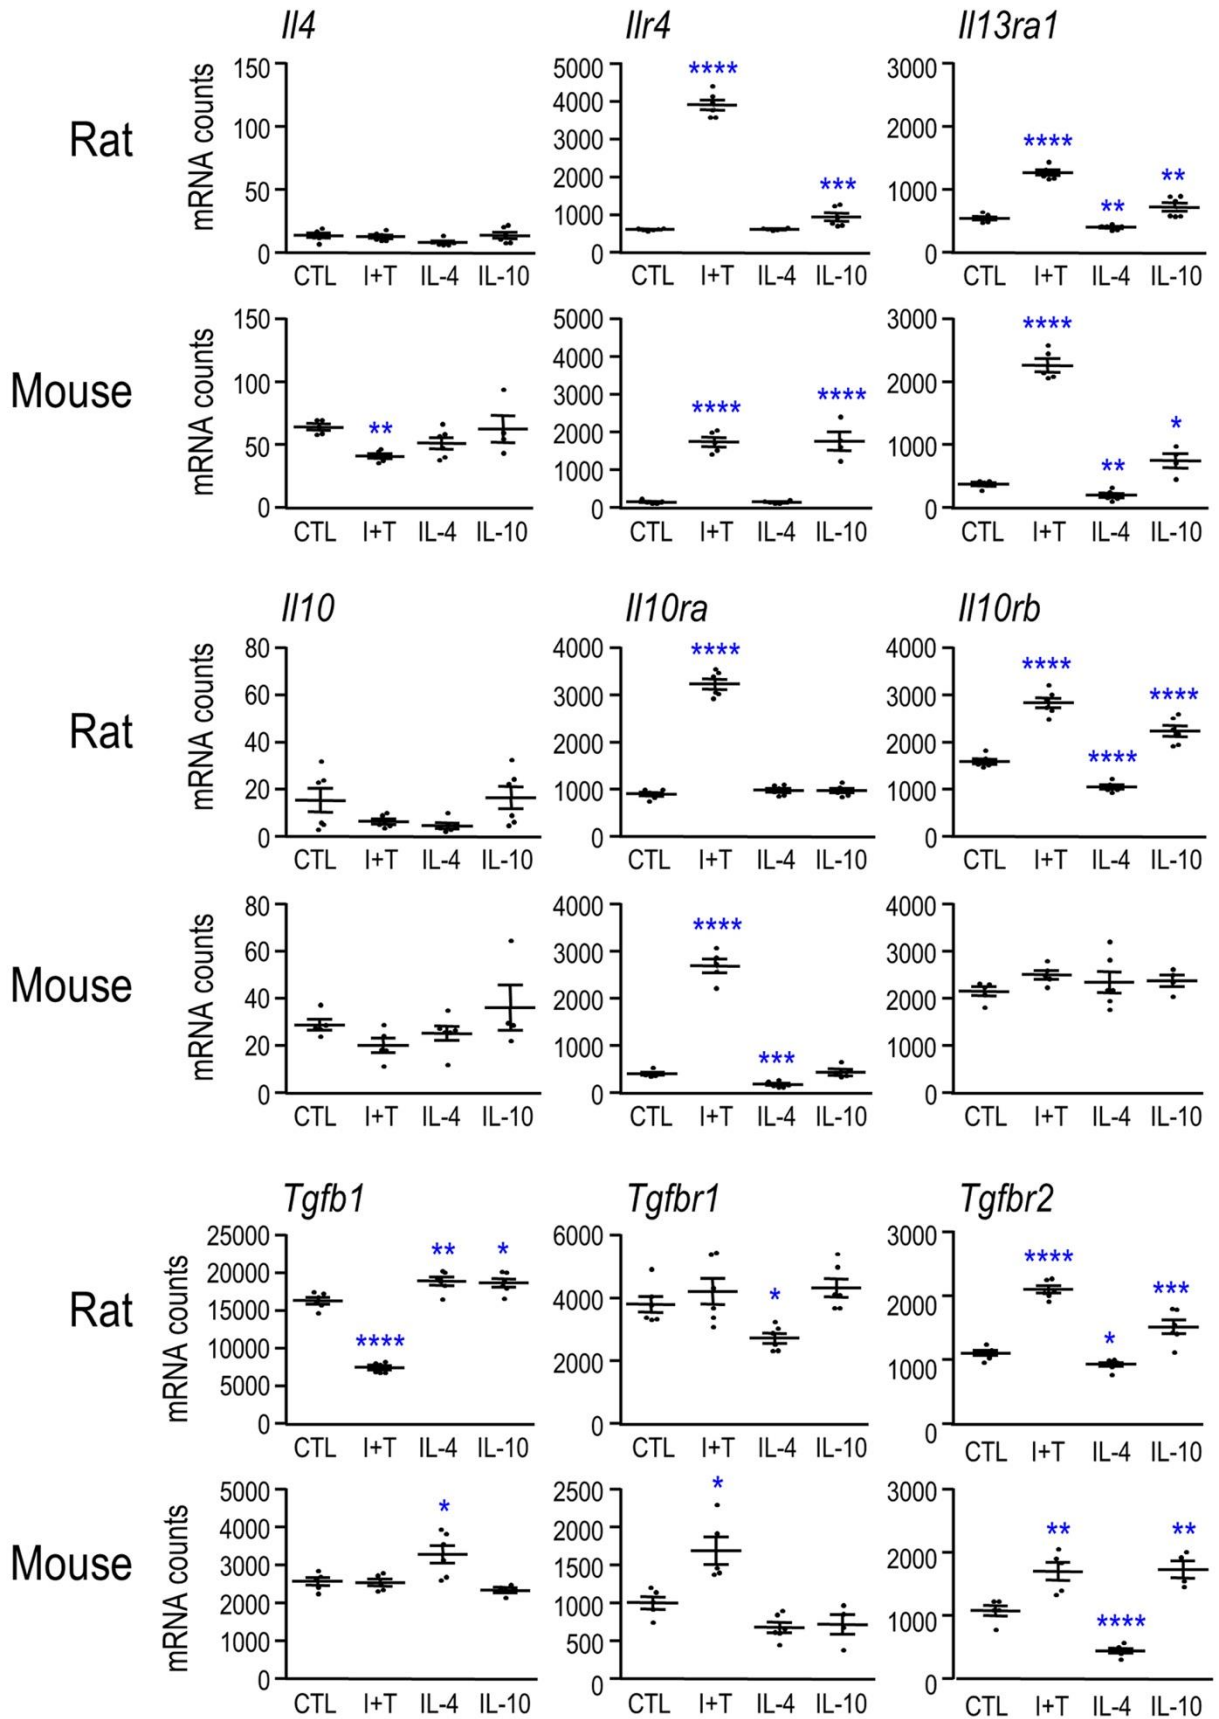 Il4 Ilr4 Il13ra1
Rat
mRNA counts
150 5000 3000
**** 
4000
100 3000 2000
****
***
**
50 2000 1000
**
1000
0 0 0
CTL I+T IL-4 IL-10 CTL I+T IL-4 IL-10 CTL I+T IL-4 IL-10
Mouse
mRNA counts
150 5000 3000
****
4000
100 3000 2000
**** ****
**
50 2000 1000
*
**
1000
0 0 0
CTL I+T IL-4 IL-10 CTL I+T IL-4 IL-10 CTL I+T IL-4 IL-10
Il10 Il10ra Il10rb
Rat
mRNA counts
80 4000 4000
**** ****
60 3000 3000
****
40 2000 2000
****
20 1000 1000
0 0 0
CTL I+T IL-4 IL-10 CTL I+T IL-4 IL-10 CTL I+T IL-4 IL-10
Mouse
mRNA counts
80 4000 4000
****
60 3000 3000
40 2000 2000
20 1000 1000
***
0 0 0
CTL I+T IL-4 IL-10 CTL I+T IL-4 IL-10 CTL I+T IL-4 IL-10
Tgfb1 Tgfbr1 Tgfbr2
Rat
mRNA counts
25000 6000 3000
** * ****
20000
15000 4000 2000
* ***
10000 2000 1000
**** *
5000
0 0 0
CTL I+T IL-4 IL-10 CTL I+T IL-4 IL-10 CTL I+T IL-4 IL-10
Mouse
mRNA counts
5000 2500 3000
* *
4000 2000 2000
** **
3000 1500
2000 1000 1000
****
1000 500
0 0 0
CTL I+T IL-4 IL-10 CTL I+T IL-4 IL-10 CTL I+T IL-4 IL-10